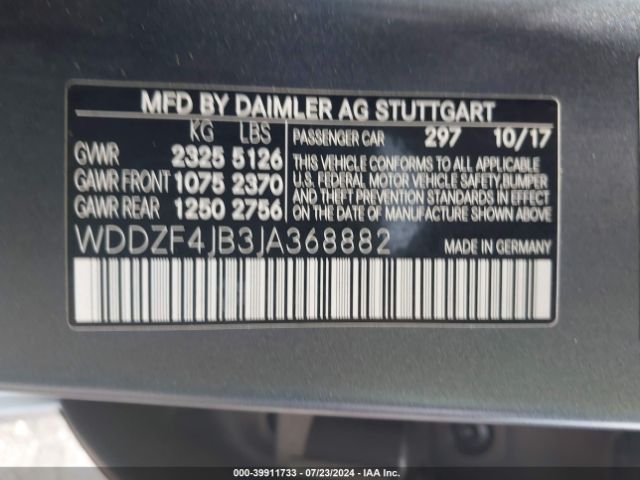 MFD BY DAIMLER AG STUTTGART
KG LBS
GVWR 2325 5126
GAWR FRONT 1075 2370
GAWR REAR 1250 2756
PASSENGER CAR 297 10/17
THIS VEHICLE CONFORMS TO ALL APPLICABLE
U.S. FEDERAL MOTOR VEHICLE SAFETY, BUMPER
AND THEFT PREVENTION STANDARDS IN EFFECT
ON THE DATE OF MANUFACTURE SHOWN ABOVE
WDDZF4JB3JA368882 MADE IN GERMANY
000-39911733 - 07/23/2024 - IAA Inc.